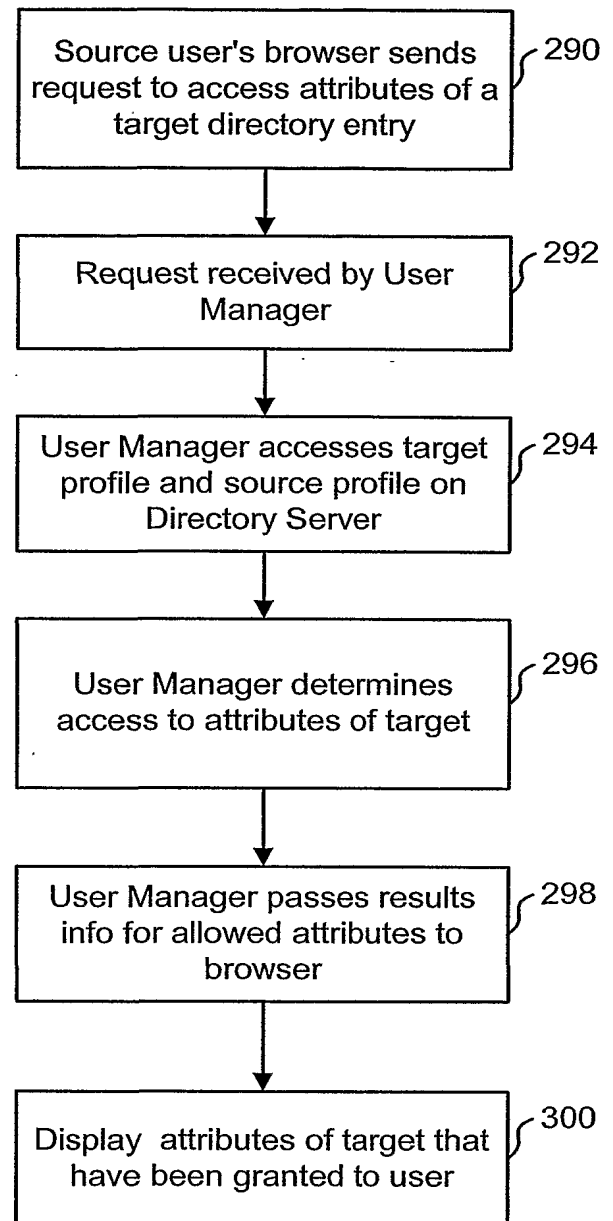 Source user's browser sends
request to access attributes of a
target directory entry
290
Request received by User
Manager
292
User Manager accesses target
profile and source profile on
Directory Server
294
User Manager determines
access to attributes of target
296
User Manager passes results
info for allowed attributes to
browser
298
Display attributes of target that
have been granted to user
300